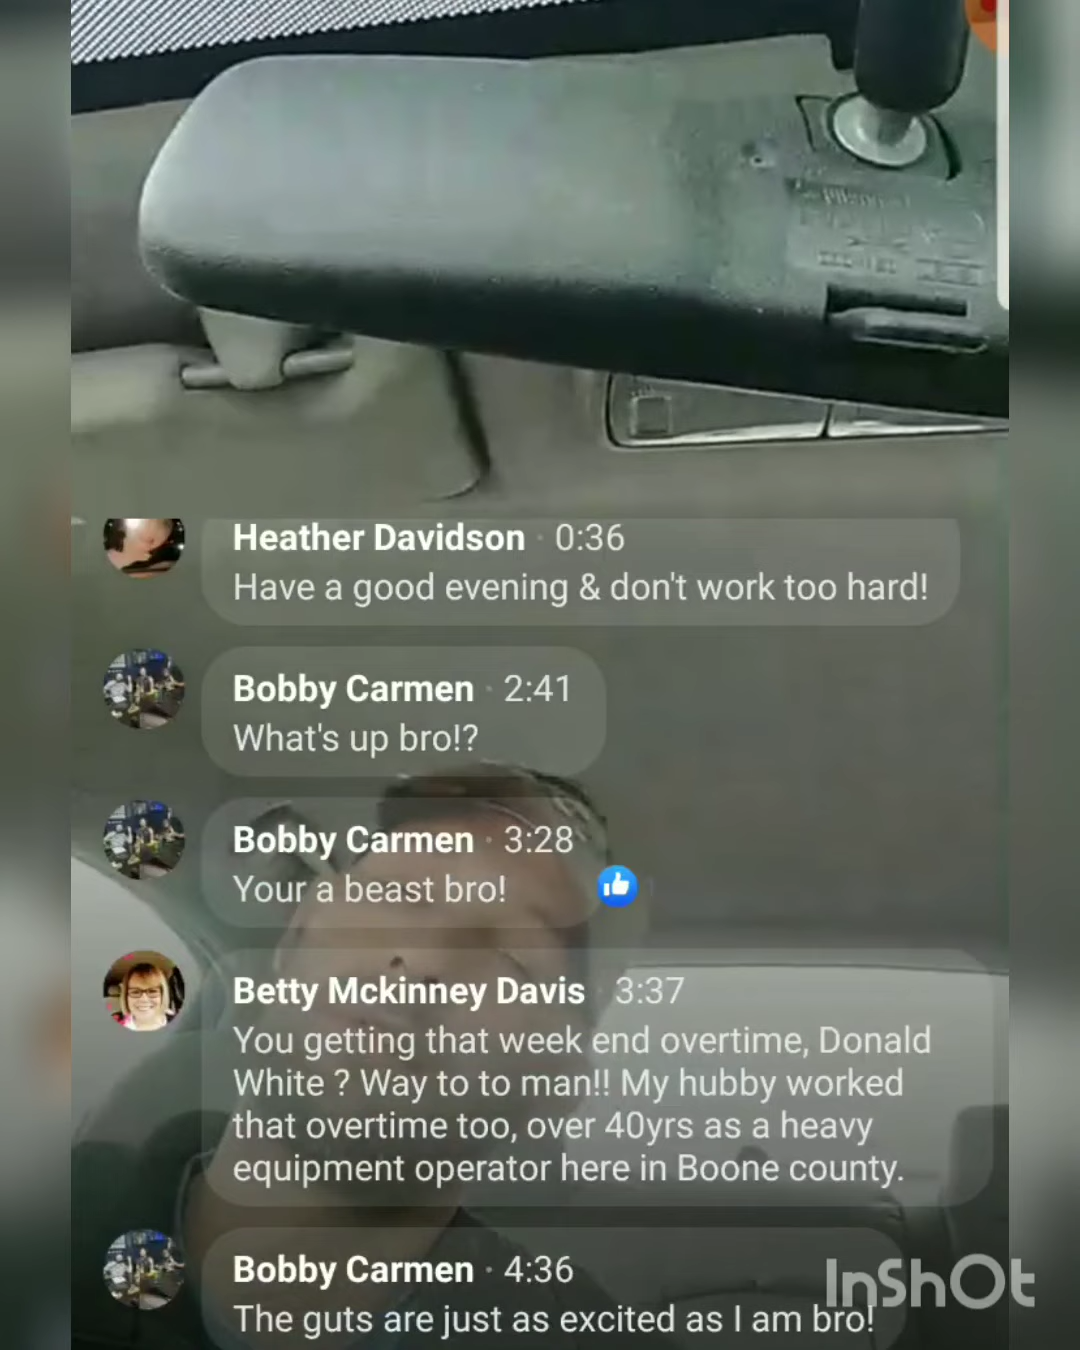 Heather Davidson · 0:36
Have a good evening & don't work too hard!
Bobby Carmen · 2:41
What's up bro!?
Bobby Carmen · 3:28
Your a beast bro!
Betty Mckinney Davis · 3:37
You getting that week end overtime, Donald
White ? Way to to man!! My hubby worked
that overtime too, over 40yrs as a heavy
equipment operator here in Boone county.
Bobby Carmen · 4:36
The guts are just as excited as I am bro!
InShOt